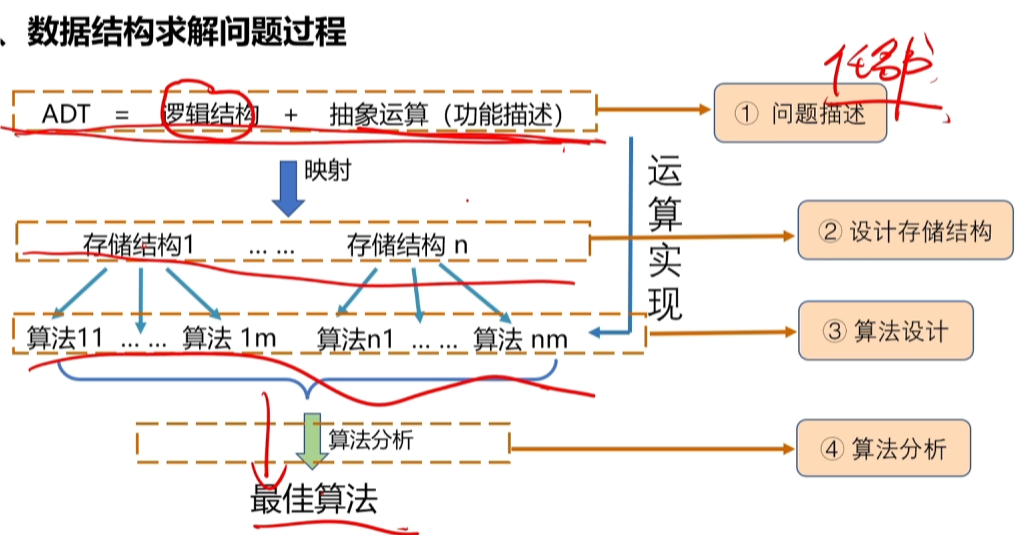 、数据结构求解问题过程
任务书
ADT = 逻辑结构 + 抽象运算（功能描述）
① 问题描述
映射
运算实现
存储结构1 … … 存储结构 n
② 设计存储结构
算法11 … … 算法 1m 算法n1 … … 算法 nm
③ 算法设计
算法分析
④ 算法分析
最佳算法